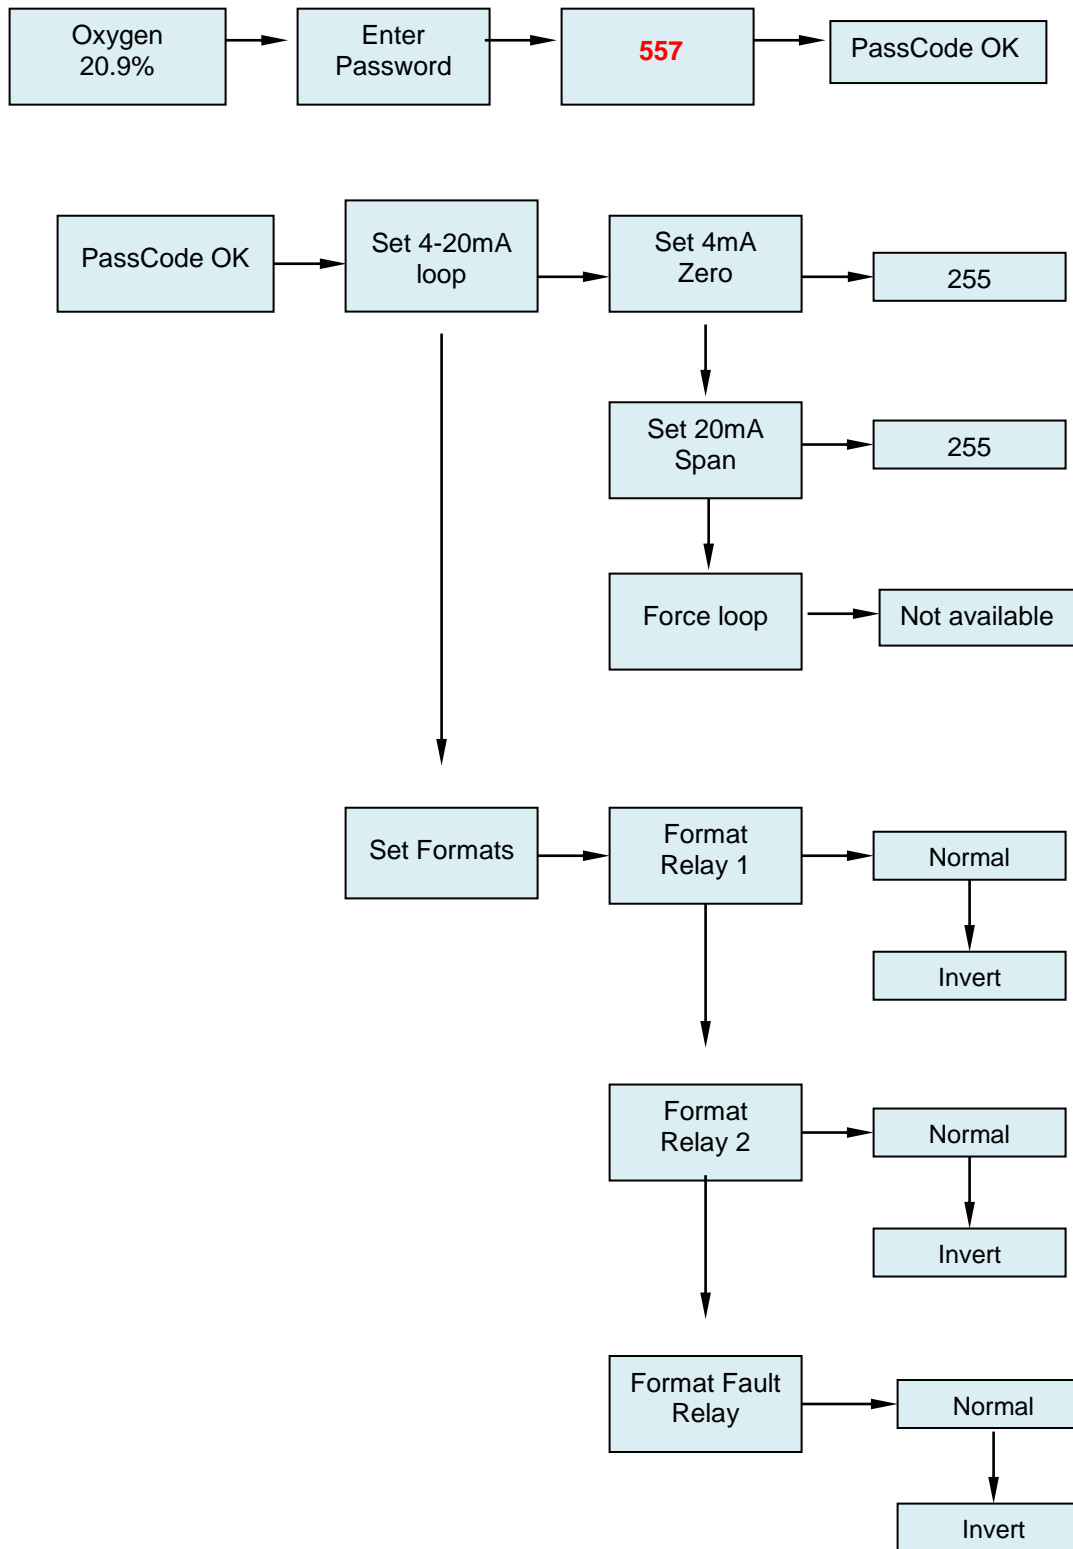 Oxygen
20.9%
Enter
Password
557
PassCode OK
PassCode OK
Set 4-20mA
loop
Set 4mA
Zero
255
Set 20mA
Span
255
Force loop
Not available
Set Formats
Format
Relay 1
Normal
Invert
Format
Relay 2
Normal
Invert
Format Fault
Relay
Normal
Invert